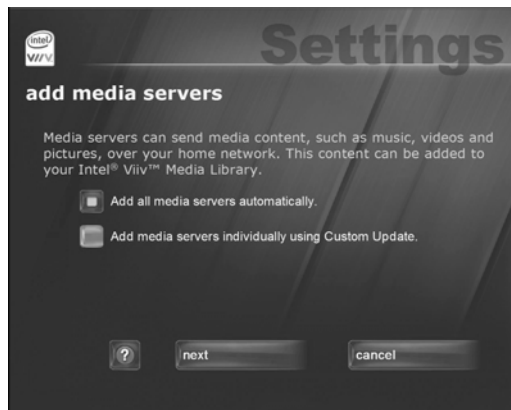 intel
VIIV
Settings
add media servers
Media servers can send media content, such as music, videos and
pictures, over your home network. This content can be added to
your Intel® Viiv™ Media Library.
Add all media servers automatically.
Add media servers individually using Custom Update.
?
next
cancel